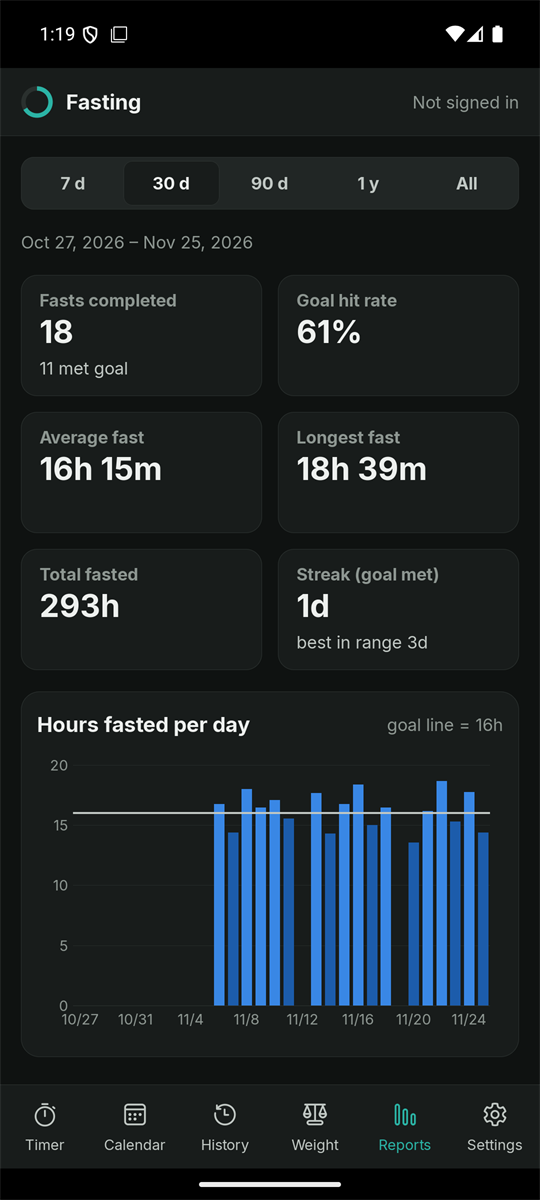 1:19
Fasting
Not signed in
7 d 30 d 90 d 1 y All
Oct 27, 2026 – Nov 25, 2026
Fasts completed
18
11 met goal
Goal hit rate
61%
Average fast
16h 15m
Longest fast
18h 39m
Total fasted
293h
Streak (goal met)
1d
best in range 3d
Hours fasted per day
goal line = 16h
20
15
10
5
0
10/27 10/31 11/4 11/8 11/12 11/16 11/20 11/24
Timer Calendar History Weight Reports Settings